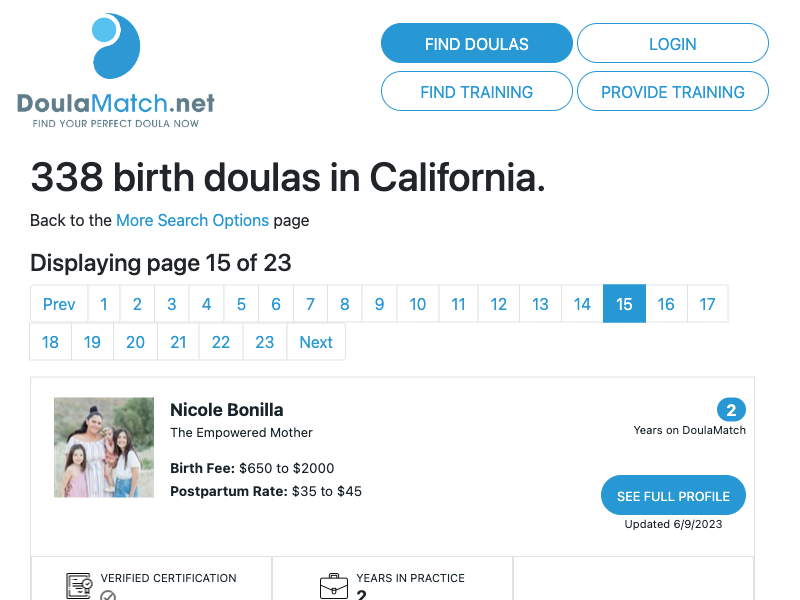 DoulaMatch.net
FIND YOUR PERFECT DOULA NOW
FIND DOULAS
LOGIN
FIND TRAINING
PROVIDE TRAINING
338 birth doulas in California.
Back to the More Search Options page
Displaying page 15 of 23
Prev 1 2 3 4 5 6 7 8 9 10 11 12 13 14 15 16 17
18 19 20 21 22 23 Next
Nicole Bonilla
The Empowered Mother
Birth Fee: $650 to $2000
Postpartum Rate: $35 to $45
2
Years on DoulaMatch
SEE FULL PROFILE
Updated 6/9/2023
VERIFIED CERTIFICATION
YEARS IN PRACTICE
2